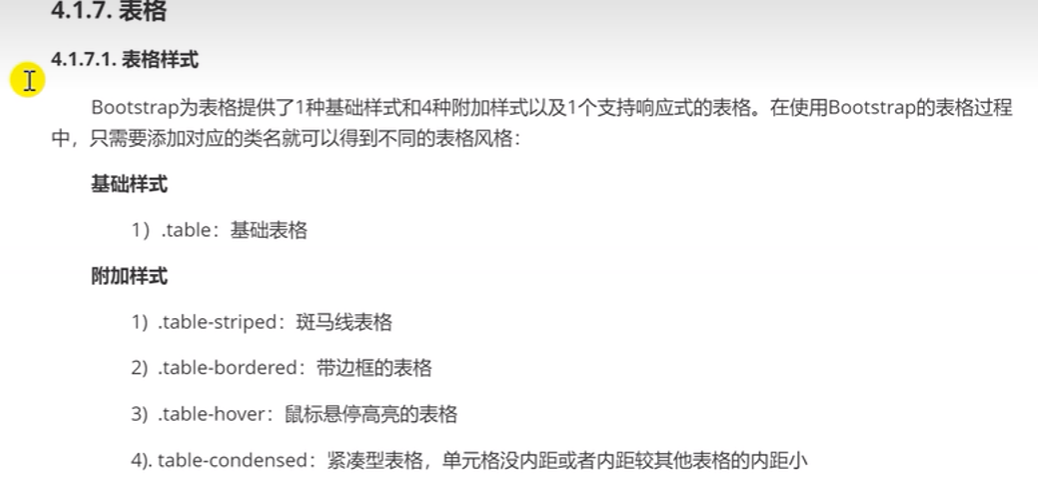 4.1.7. 表格
4.1.7.1. 表格样式
Bootstrap为表格提供了1种基础样式和4种附加样式以及1个支持响应式的表格。在使用Bootstrap的表格过程
中，只需要添加对应的类名就可以得到不同的表格风格：
基础样式
1）.table：基础表格
附加样式
1）.table-striped：斑马线表格
2）.table-bordered：带边框的表格
3）.table-hover：鼠标悬停高亮的表格
4）. table-condensed：紧凑型表格，单元格没内距或者内距较其他表格的内距小